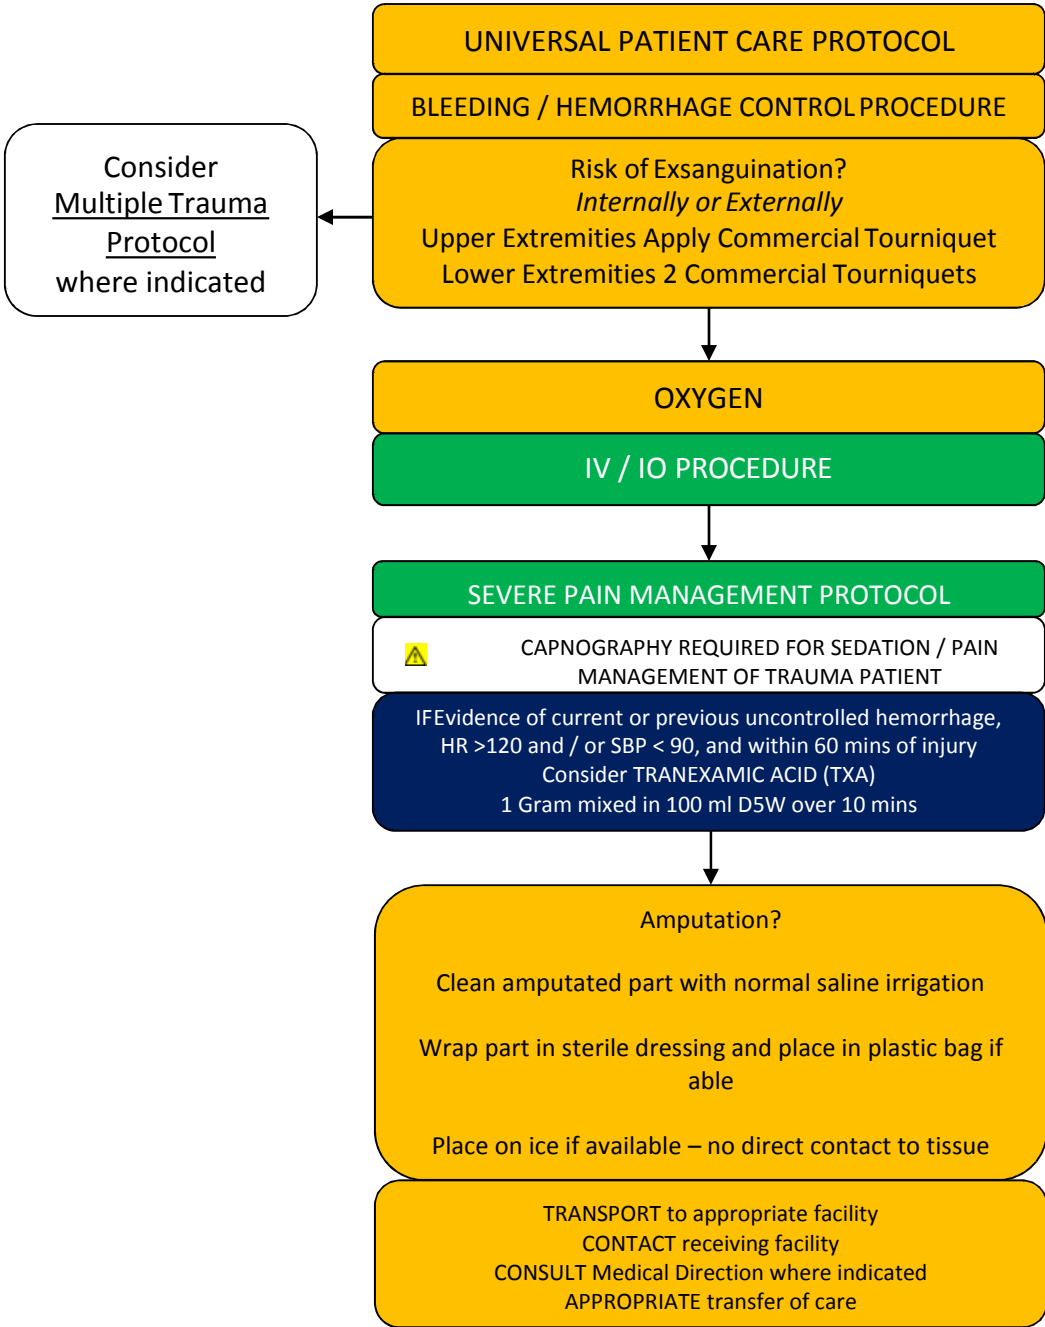 UNIVERSAL PATIENT CARE PROTOCOL
BLEEDING / HEMORRHAGE CONTROL PROCEDURE
Risk of Exsanguination?
Internally or Externally
Upper Extremities Apply Commercial Tourniquet
Lower Extremities 2 Commercial Tourniquets
Consider
Multiple Trauma
Protocol
where indicated
OXYGEN
IV / IO PROCEDURE
SEVERE PAIN MANAGEMENT PROTOCOL
CAPNOGRAPHY REQUIRED FOR SEDATION / PAIN
MANAGEMENT OF TRAUMA PATIENT
IFEvidence of current or previous uncontrolled hemorrhage,
HR >120 and / or SBP < 90, and within 60 mins of injury
Consider TRANEXAMIC ACID (TXA)
1 Gram mixed in 100 ml D5W over 10 mins
Amputation?
Clean amputated part with normal saline irrigation
Wrap part in sterile dressing and place in plastic bag if
able
Place on ice if available – no direct contact to tissue
TRANSPORT to appropriate facility
CONTACT receiving facility
CONSULT Medical Direction where indicated
APPROPRIATE transfer of care